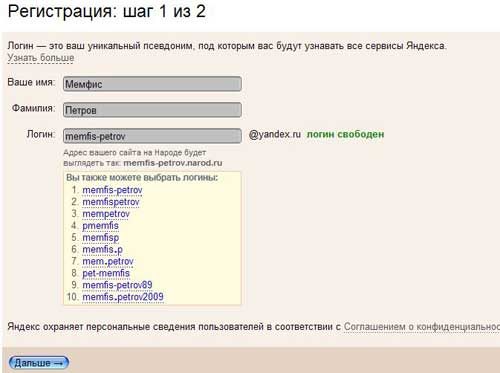 Регистрация: шаг 1 из 2
Логин — это ваш уникальный псевдоним, под которым вас будут узнавать все сервисы Яндекса.
Узнать больше
Ваше имя: Мемфис
Фамилия: Петров
Логин: memfis-petrov @yandex.ru логин свободен
Адрес вашего сайта на Народе будет
выглядеть так: memfis-petrov.narod.ru
Вы также можете выбрать логины:
1. memfis-petrov
2. memfispetrov
3. mempetrov
4. pmemfis
5. memfisp
6. memfis.p
7. mem.petrov
8. pet-memfis
9. memfis-petrov89
10. memfis.petrov2009
Яндекс охраняет персональные сведения пользователей в соответствии с Соглашением о конфиденциальнос
Дальше →